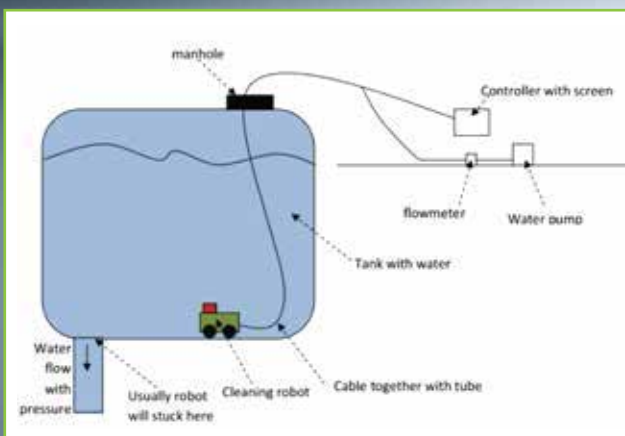 manhole
Controller with screen
flowmeter
Water pump
Tank with water
Water
flow
with
pressure
Usually robot
will stuck here
Cleaning robot
Cable together with tube